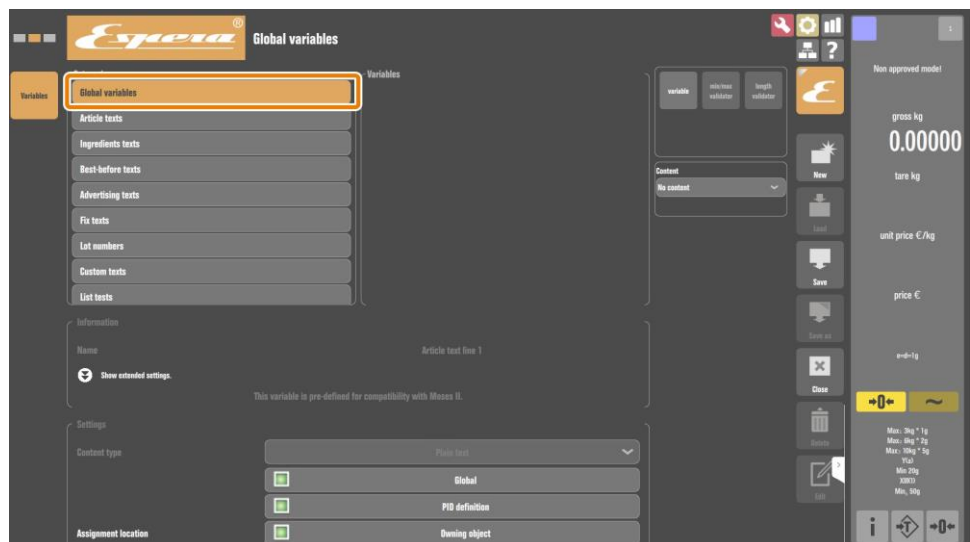 Espera®
Global variables
Variables
Variables
Global variables
Article texts
Ingredients texts
Best-before texts
Advertising texts
Fix texts
Lot numbers
Custom texts
List tests
variable
mix/max validator
length validator
Content
No content
Information
Name
Article text line 1
Show extended settings.
This variable is pre-defined for compatibility with Moses II.
Settings
Content type
Plain text
Global
PID definition
Assignment location
Owning object
?
New
Load
Save
Save as
Close
Delete
Edit
1
Non approved mode!
gross kg
0.00000
tare kg
unit price €/kg
price €
e=d=1g
→0←
~
Max: 3kg * 1g
Max: 6kg * 2g
Max: 10kg * 5g
Y(a)
Min 20g
Min, 50g
i
→T←
→0←